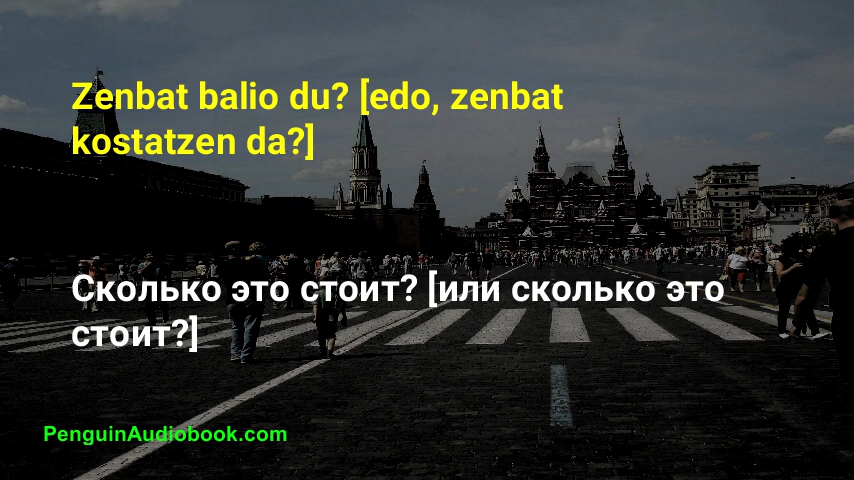 Zenbat balio du? [edo, zenbat
kostatzen da?]
Сколько это стоит? [или сколько это
стоит?]
PenguinAudiobook.com